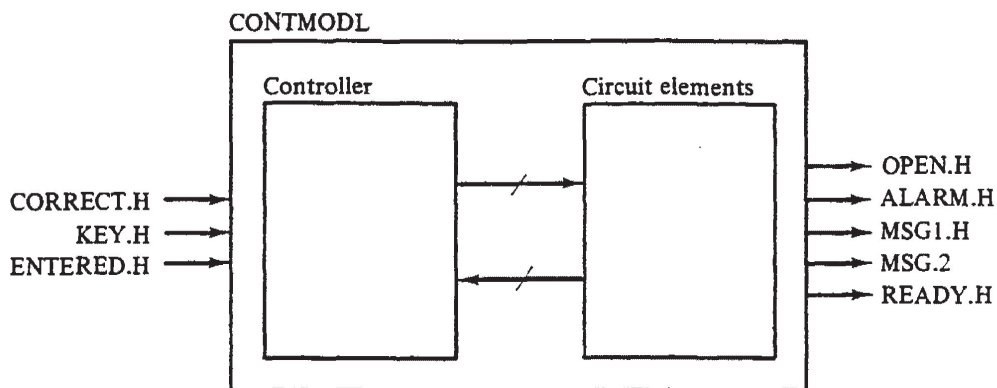 CONTMODL
Controller
Circuit elements
CORRECT.H
KEY.H
ENTERED.H
OPEN.H
ALARM.H
MSG1.H
MSG.2
READY.H